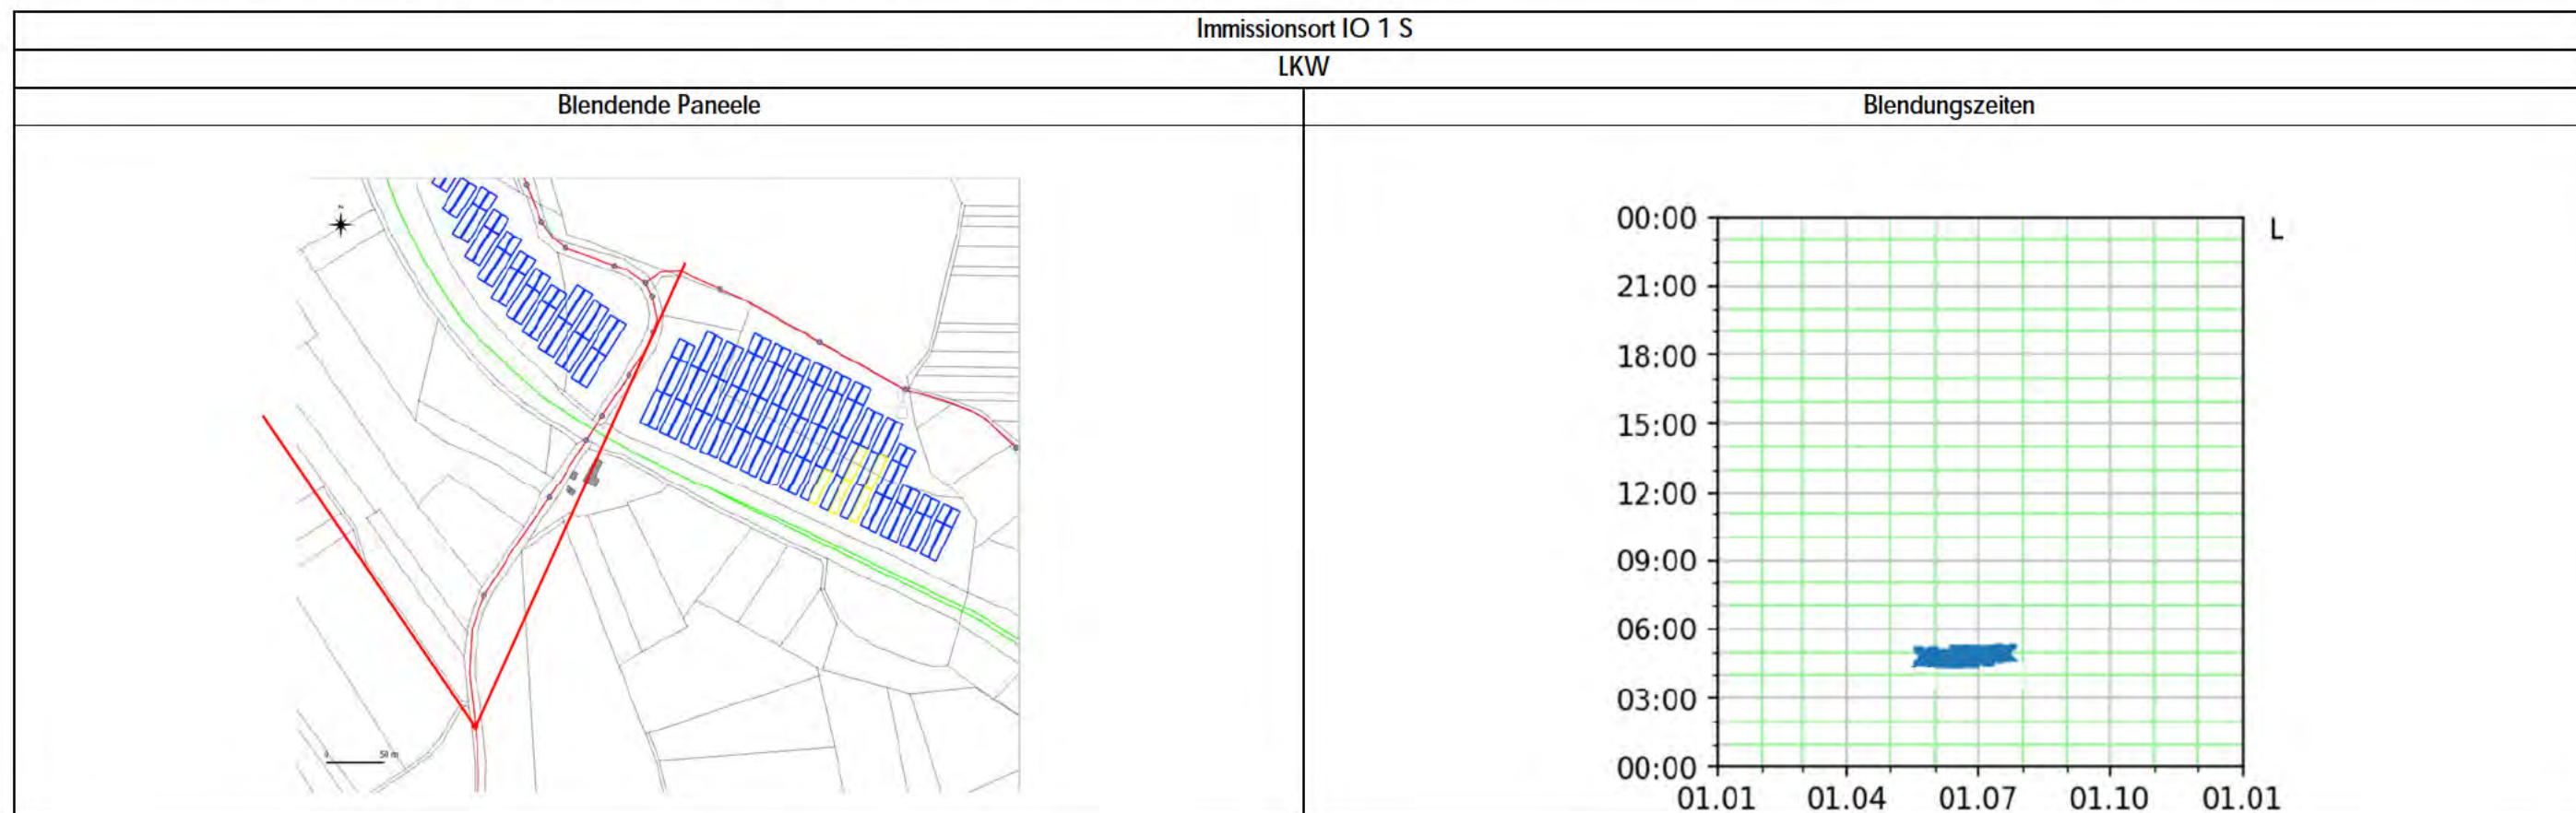 Immissionsort IO 1 S
LKW
Blendende Paneele
Blendungszeiten
50 m
L
00:00
21:00
18:00
15:00
12:00
09:00
06:00
03:00
00:00
01.01 01.04 01.07 01.10 01.01